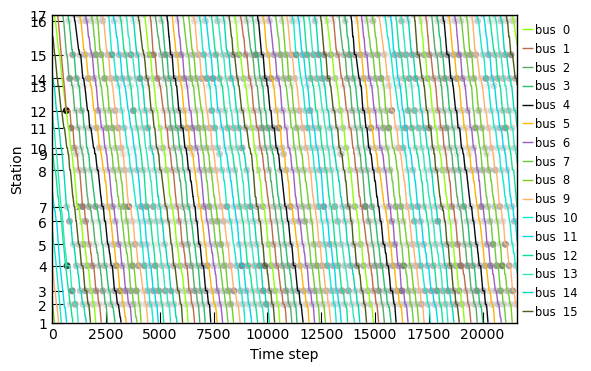 17
16
15
14
13
12
11
10
9
8
7
6
5
4
3
2
1
Station
0 2500 5000 7500 10000 12500 15000 17500 20000
Time step
bus 0
bus 1
bus 2
bus 3
bus 4
bus 5
bus 6
bus 7
bus 8
bus 9
bus 10
bus 11
bus 12
bus 13
bus 14
bus 15